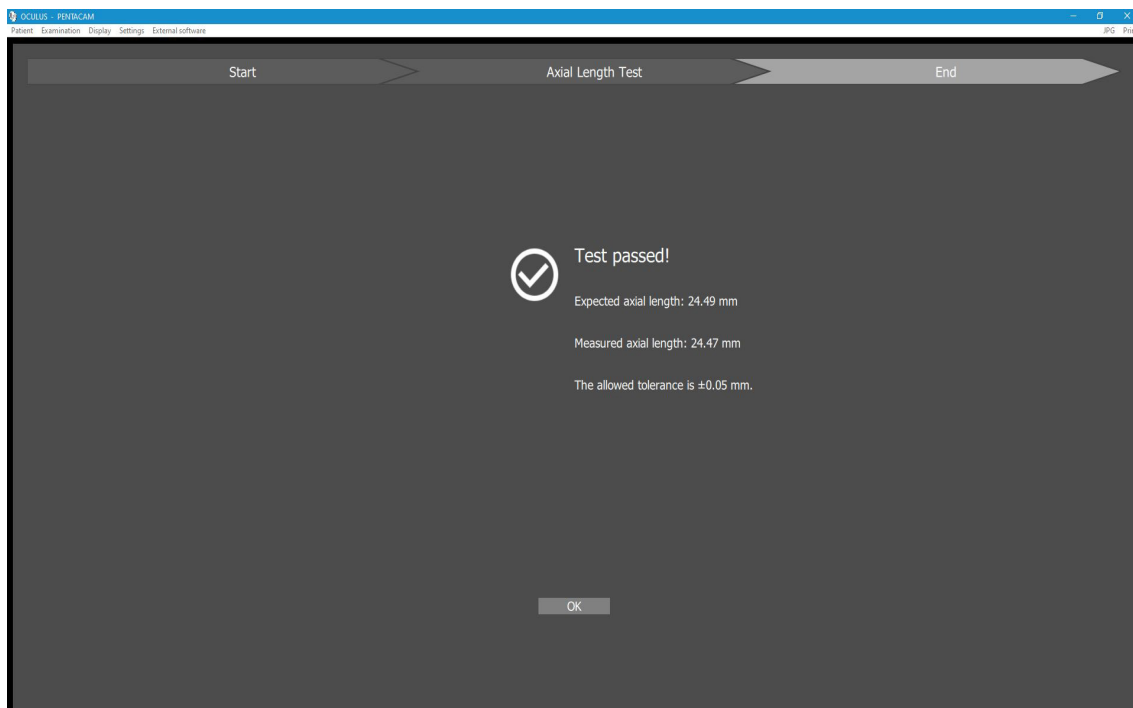 OCULUS - PENTACAM
Patient Examination Display Settings External software JPG
Start Axial Length Test End
Test passed!
Expected axial length: 24.49 mm
Measured axial length: 24.47 mm
The allowed tolerance is ±0.05 mm.
OK